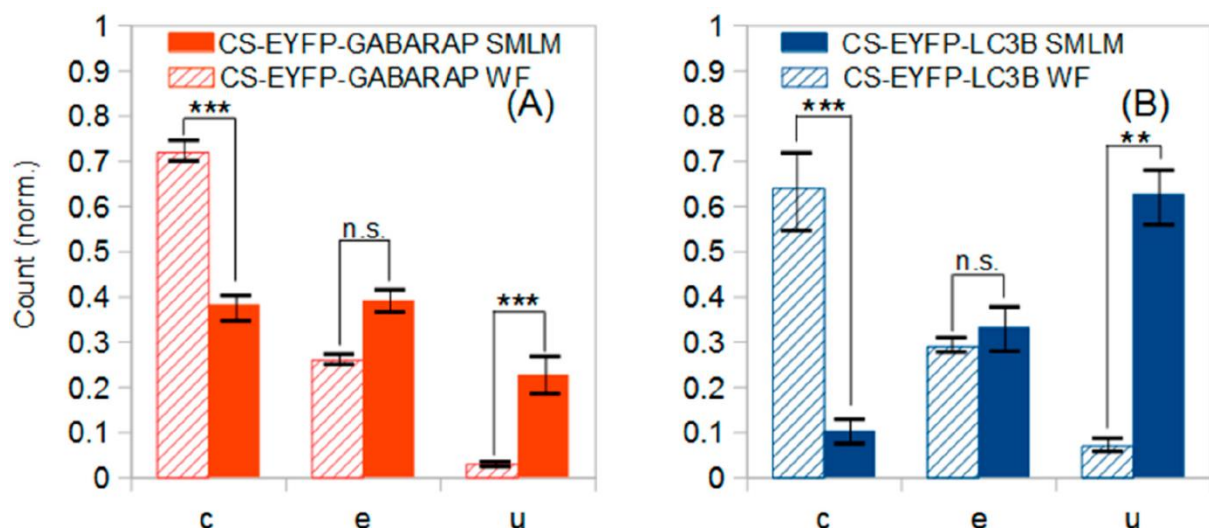 Count (norm.)
1
0.9
0.8
0.7
0.6
0.5
0.4
0.3
0.2
0.1
0
CS-EYFP-GABARAP SMLM
CS-EYFP-GABARAP WF
(A)
***
n.s.
***
c e u
1
0.9
0.8
0.7
0.6
0.5
0.4
0.3
0.2
0.1
0
CS-EYFP-LC3B SMLM
CS-EYFP-LC3B WF
(B)
***
n.s.
**
c e u